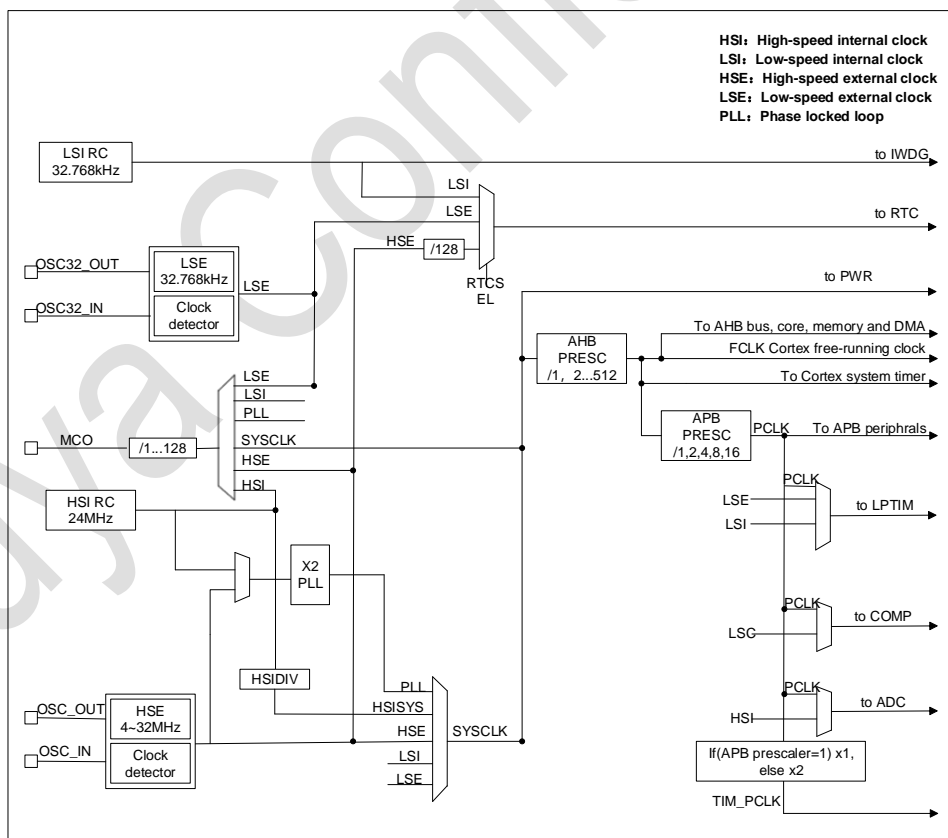 HSI: High-speed internal clock
LSI: Low-speed internal clock
HSE: High-speed external clock
LSE: Low-speed external clock
PLL: Phase locked loop
LSI RC
32.768kHz
to IWDG
LSI
LSE
to RTC
HSE
/128
RTCS
EL
OSC32_OUT
LSE
32.768kHz
LSE
OSC32_IN
Clock
detector
to PWR
To AHB bus, core, memory and DMA
AHB
PRESC
/1, 2...512
FCLK Cortex free-running clock
To Cortex system timer
LSE
LSI
PLL
SYSCLK
HSE
HSI
MCO
/1...128
APB
PRESC
/1,2,4,8,16
PCLK
To APB periphrals
HSI RC
24MHz
PCLK
LSE
LSI
to LPTIM
X2
PLL
PCLK
LSC
to COMP
HSIDIV
PLL
HSISYS
HSE
LSI
LSE
SYSCLK
PCLK
HSI
to ADC
OSC_OUT
HSE
4~32MHz
OSC_IN
Clock
detector
If(APB prescaler=1) x1,
else x2
TIM_PCLK